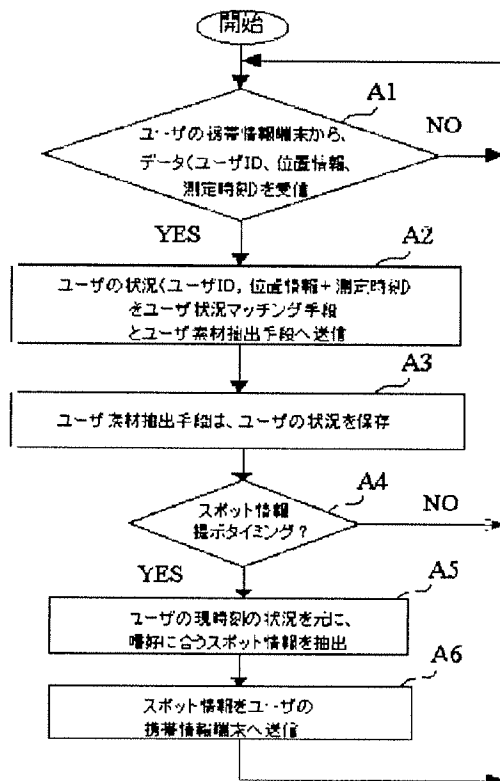 開始
A1
ユーザの携帯情報端末から、
データ(ユーザID、位置情報、
測定時刻)を受信
NO
YES
A2
ユーザの状況(ユーザID, 位置情報+測定時刻)
をユーザ状況マッチング手段
とユーザ素材抽出手段へ送信
A3
ユーザ素材抽出手段は、ユーザの状況を保存
A4
スポット情報
提示タイミング?
NO
YES
A5
ユーザの現時刻の状況を元に、
嗜好に合うスポット情報を抽出
A6
スポット情報をユーザの
携帯情報端末へ送信